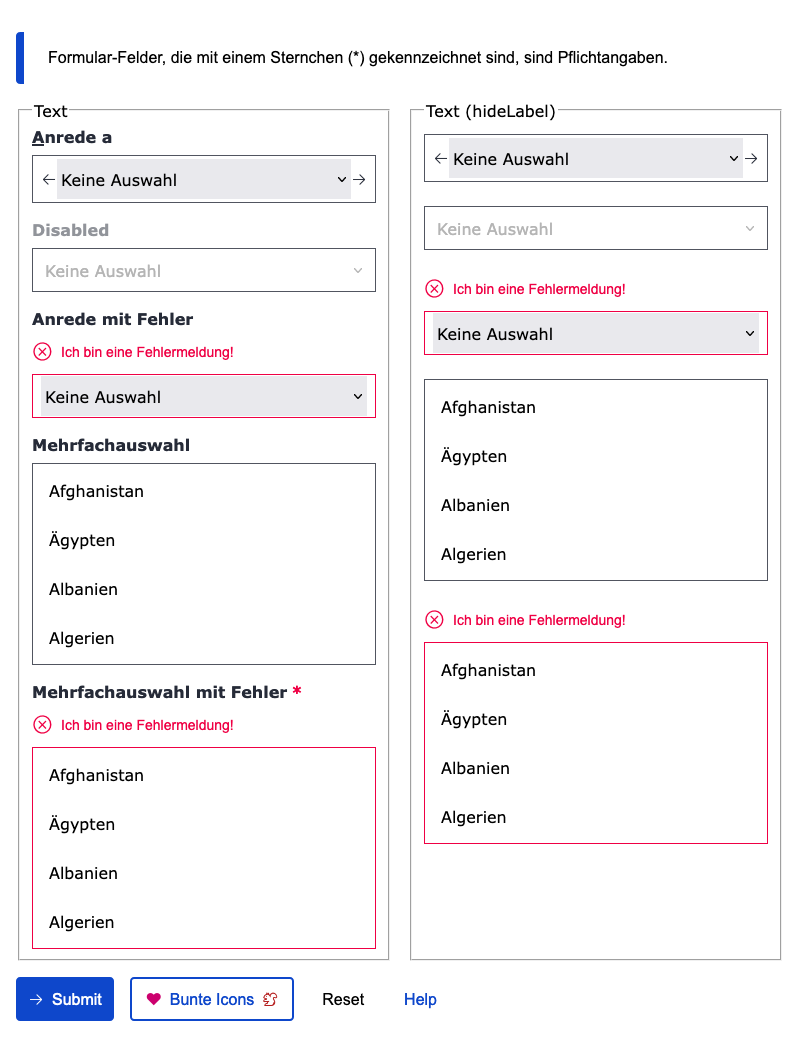 Formular-Felder, die mit einem Sternchen (*) gekennzeichnet sind, sind Pflichtangaben.
Text
Anrede a
← Keine Auswahl →
Disabled
Keine Auswahl
Anrede mit Fehler
Ich bin eine Fehlermeldung!
Keine Auswahl
Mehrfachauswahl
Afghanistan
Ägypten
Albanien
Algerien
Mehrfachauswahl mit Fehler *
Ich bin eine Fehlermeldung!
Afghanistan
Ägypten
Albanien
Algerien
Text (hideLabel)
← Keine Auswahl →
Keine Auswahl
Ich bin eine Fehlermeldung!
Keine Auswahl
Afghanistan
Ägypten
Albanien
Algerien
Ich bin eine Fehlermeldung!
Afghanistan
Ägypten
Albanien
Algerien
→ Submit
Bunte Icons
Reset
Help